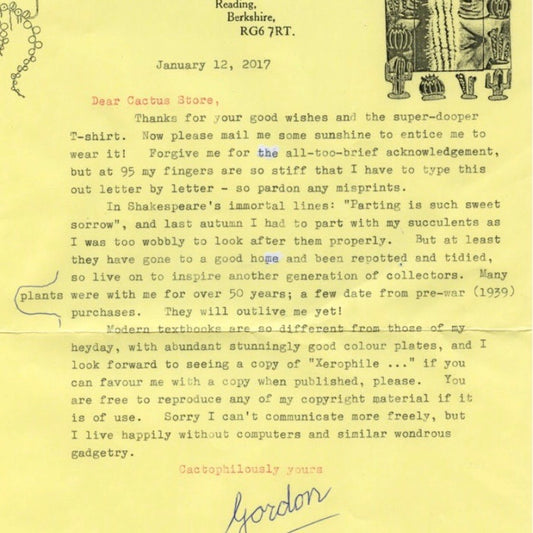 Reading,
Berkshire,
RG6 7RT.
January 12, 2017
Dear Cactus Store,
Thanks for your good wishes and the super-dooper
T-shirt. Now please mail me some sunshine to entice me to
wear it! Forgive me for the all-too-brief acknowledgement,
but at 95 my fingers are so stiff that I have to type this
out letter by letter - so pardon any misprints.
In Shakespeare's immortal lines: "Parting is such sweet
sorrow", and last autumn I had to part with my succulents as
I was too wobbly to look after them properly. But at least
they have gone to a good home and been repotted and tidied,
so live on to inspire another generation of collectors. Many
plants were with me for over 50 years; a few date from pre-war (1939)
purchases. They will outlive me yet!
Modern textbooks are so different from those of my
heyday, with abundant stunningly good colour plates, and I
look forward to seeing a copy of "Xerophile ..." if you
can favour me with a copy when published, please. You
are free to reproduce any of my copyright material if it
is of use. Sorry I can't communicate more freely, but
I live happily without computers and similar wondrous
gadgetry.
Cactophilously yours
Gordon